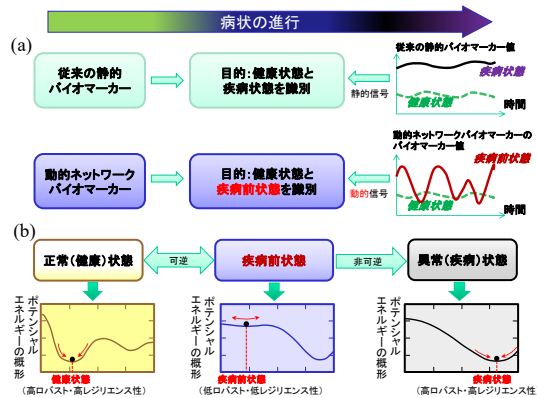 病状の進行
(a)
従来の静的
バイオマーカー
目的:健康状態と
疾病状態を識別
静的信号
従来の静的バイオマーカー値
疾病状態
健康状態
時間
動的ネットワーク
バイオマーカー
目的:健康状態と
疾病前状態を識別
動的信号
動的ネットワークバイオマーカーの
バイオマーカー値
疾病前状態
健康状態
時間
(b)
正常(健康)状態
可逆
疾病前状態
非可逆
異常(疾病)状態
ポテンシャル
エネルギーの概形
健康状態
(高ロバスト・高レジリエンス性)
ポテンシャル
エネルギーの概形
疾病前状態
(低ロバスト・低レジリエンス性)
ポテンシャル
エネルギーの概形
疾病状態
(高ロバスト・高レジリエンス性)